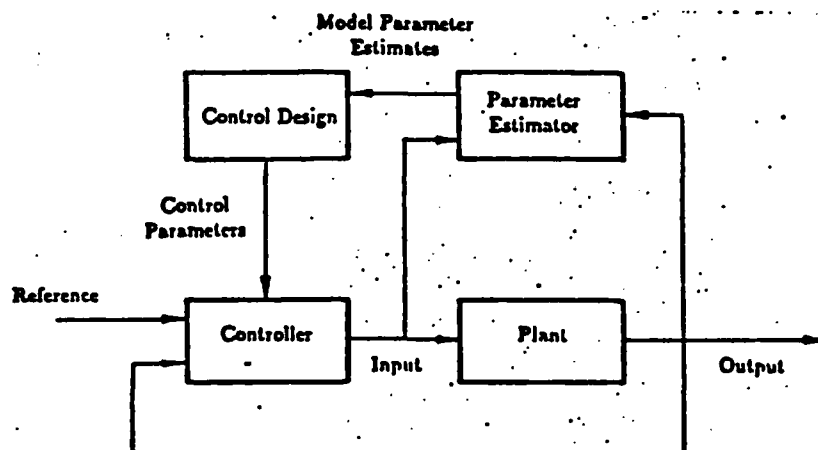 Model Parameter
Estimates
Control Design
Parameter
Estimator
Control
Parameters
Reference
Controller
Input
Plant
Output